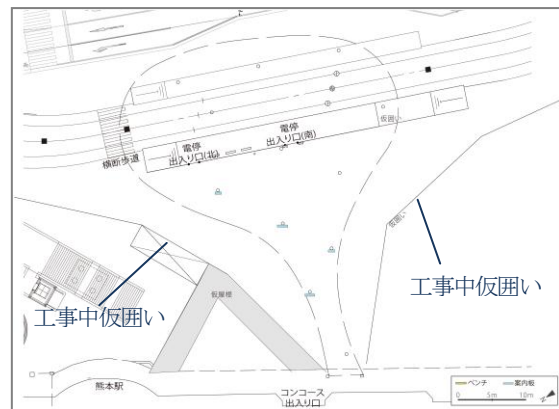 電停
出入り口(南)
仮囲い
電停
出入り口(北)
横断歩道
仮囲い
工事中仮囲い
仮屋根
工事中仮囲い
熊本駅
コンコース
出入り口
ベンチ
案内板
0 5m 10m
N